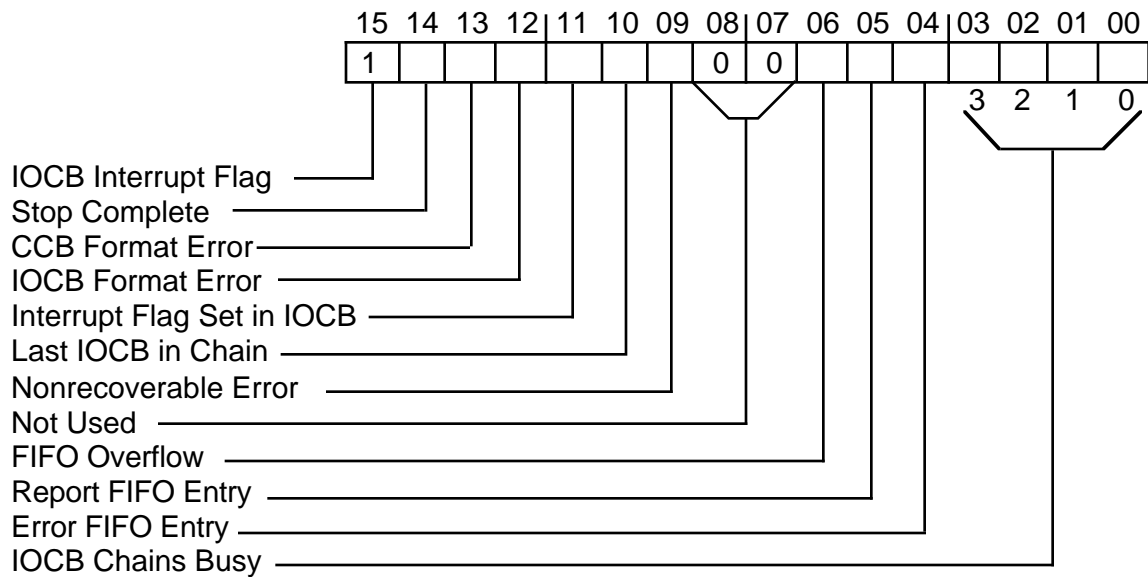 15 14 13 12 11 10 09 08 07 06 05 04 03 02 01 00
1 0 0
3 2 1 0
IOCB Interrupt Flag
Stop Complete
CCB Format Error
IOCB Format Error
Interrupt Flag Set in IOCB
Last IOCB in Chain
Nonrecoverable Error
Not Used
FIFO Overflow
Report FIFO Entry
Error FIFO Entry
IOCB Chains Busy